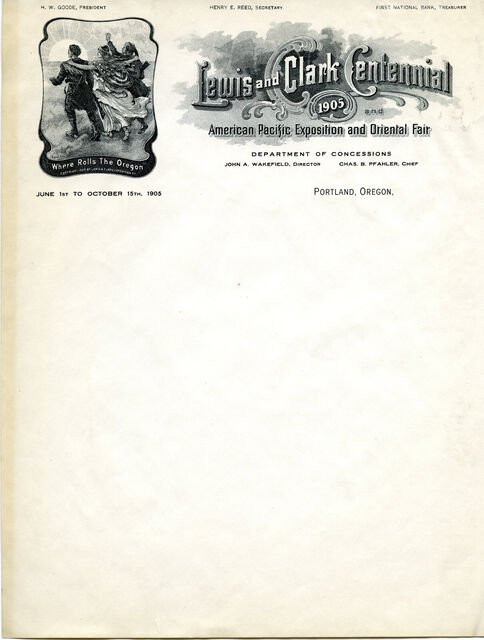 H. W. GOODE, PRESIDENT
HENRY E. REED, SECRETARY
FIRST NATIONAL BANK, TREASURER
Lewis and Clark Centennial
1905
and
American Pacific Exposition and Oriental Fair
DEPARTMENT OF CONCESSIONS
JOHN A. WAKEFIELD, DIRECTOR
CHAS. B. PFAHLER, CHIEF
Where Rolls The Oregon
JUNE 1ST TO OCTOBER 15TH, 1905
PORTLAND, OREGON,